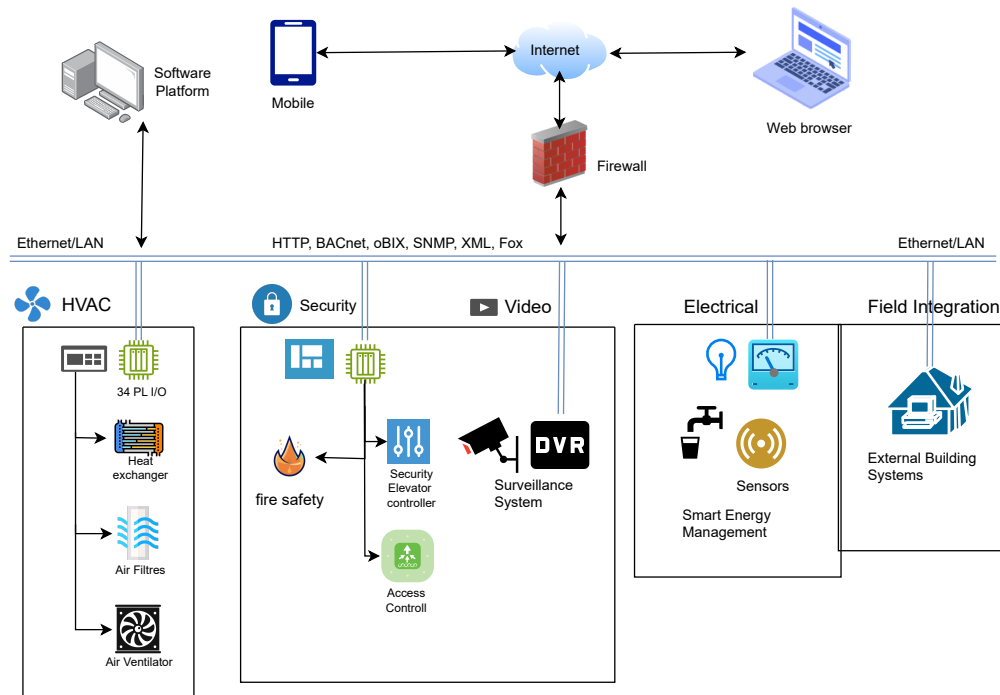 Internet
Software
Platform
Mobile
Web browser
Firewall
Ethernet/LAN
HTTP, BACnet, oBIX, SNMP, XML, Fox
Ethernet/LAN
HVAC
Security
Video
Electrical
Field Integration
34 PL I/O
Heat
exchanger
Air Filtres
Air Ventilator
fire safety
Security
Elevator
controller
Access
Controll
DVR
Surveillance
System
Sensors
Smart Energy
Management
External Building
Systems